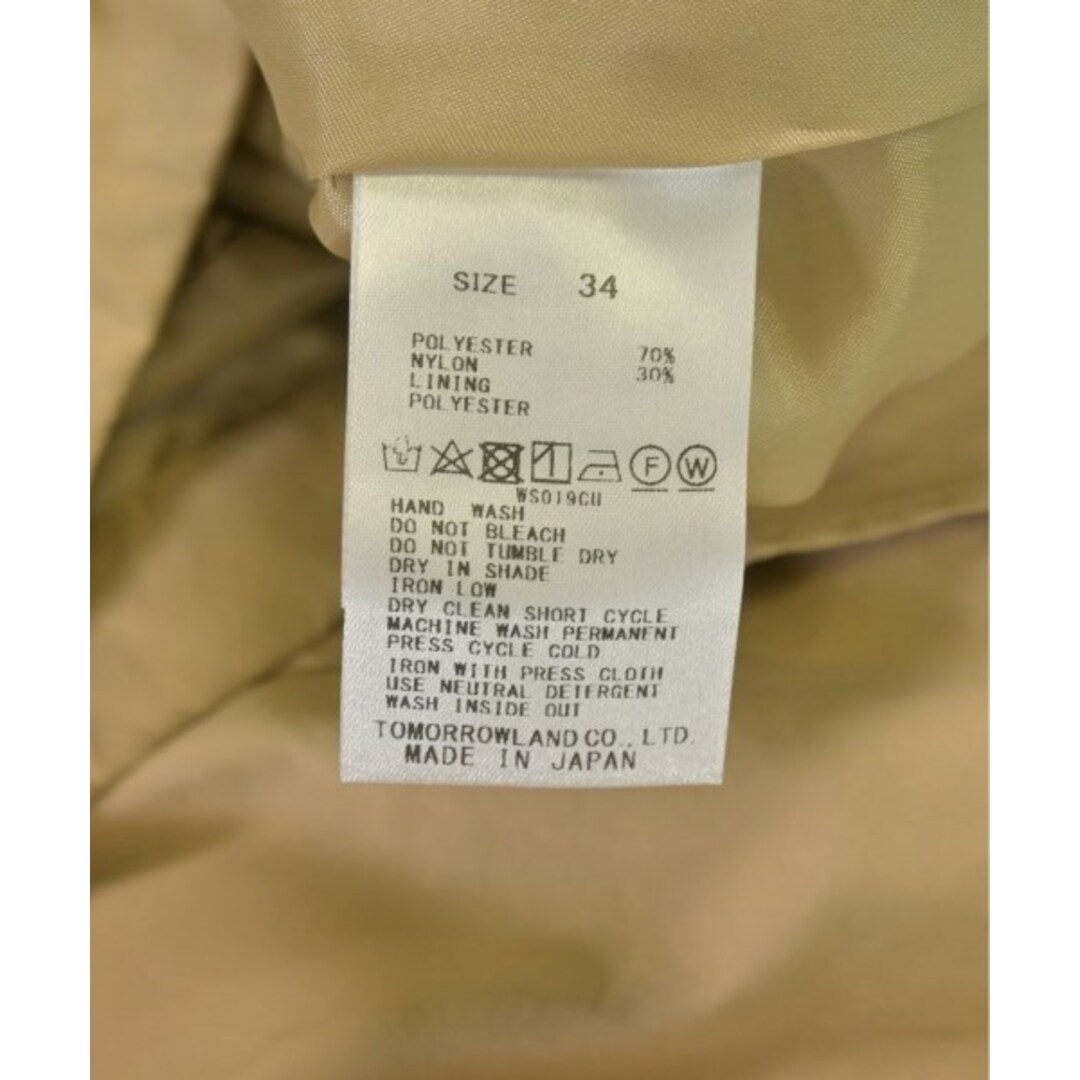 SIZE 34
POLYESTER 70%
NYLON 30%
LINING
POLYESTER
F W
HAND WASH
DO NOT BLEACH
DO NOT TUMBLE DRY
DRY IN SHADE
IRON LOW
DRY CLEAN SHORT CYCLE
MACHINE WASH PERMANENT
PRESS CYCLE COLD
IRON WITH PRESS CLOTH
USE NEUTRAL DETERGENT
WASH INSIDE OUT
TOMORROWLAND CO., LTD.
MADE IN JAPAN